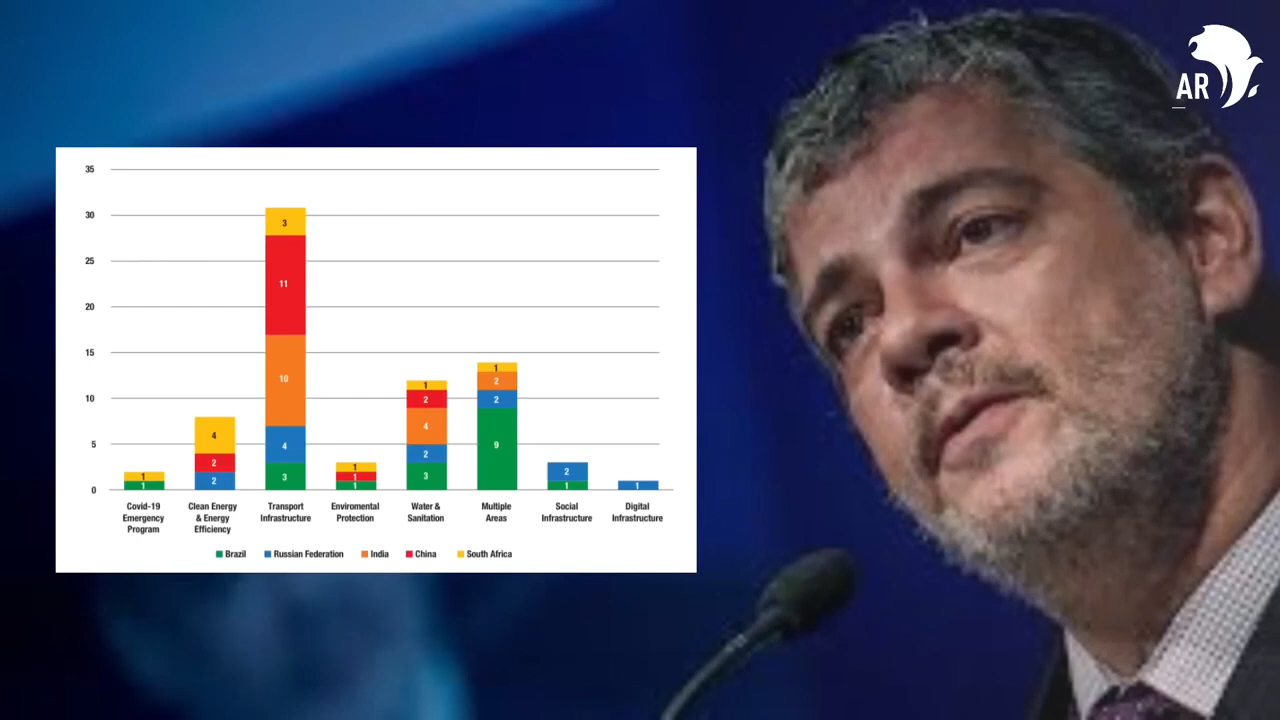 AR
35
30
25
20
15
10
5
0
1
1
4
2
2
3
11
10
4
3
1
1
1
1
2
4
2
3
1
2
2
9
2
1
1
Covid-19
Emergency
Program
Clean Energy
& Energy
Efficiency
Transport
Infrastructure
Enviromental
Protection
Water &
Sanitation
Multiple
Areas
Social
Infrastructure
Digital
Infrastructure
Brazil Russian Federation India China South Africa